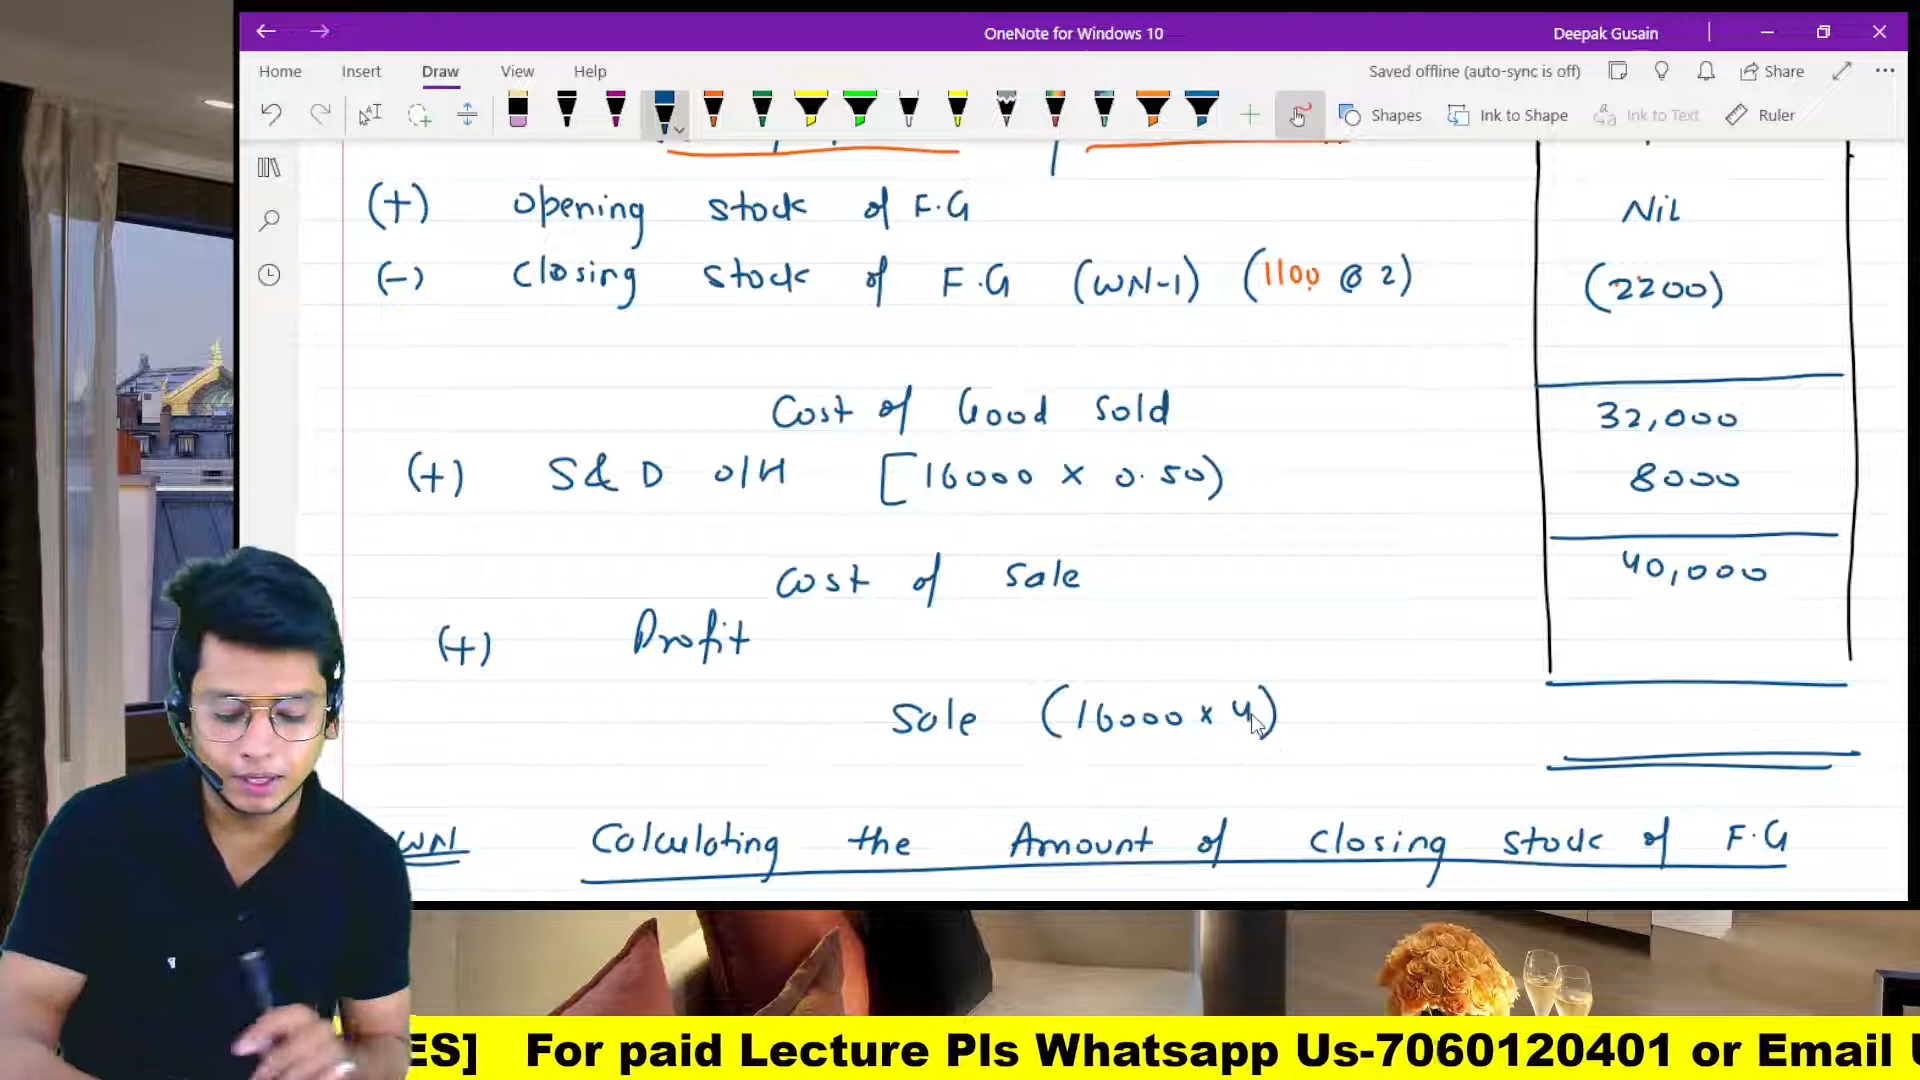 OneNote for Windows 10
Deepak Gusain
Home Insert Draw View Help
Saved offline (auto-sync is off) Share
Shapes Ink to Shape Ink to Text Ruler
(+) Opening stock of F.G Nil
(-) Closing stock of F.G (WN-1) (1100 @ 2) (2200)
Cost of Good sold 32,000
(+) S&D O/H [16000 x 0.50) 8000
Cost of sale 40,000
(+) Profit
Sale (16000 x 4)
WN Calculating the Amount of closing stock of F.G
ES] For paid Lecture Pls Whatsapp Us-7060120401 or Email U